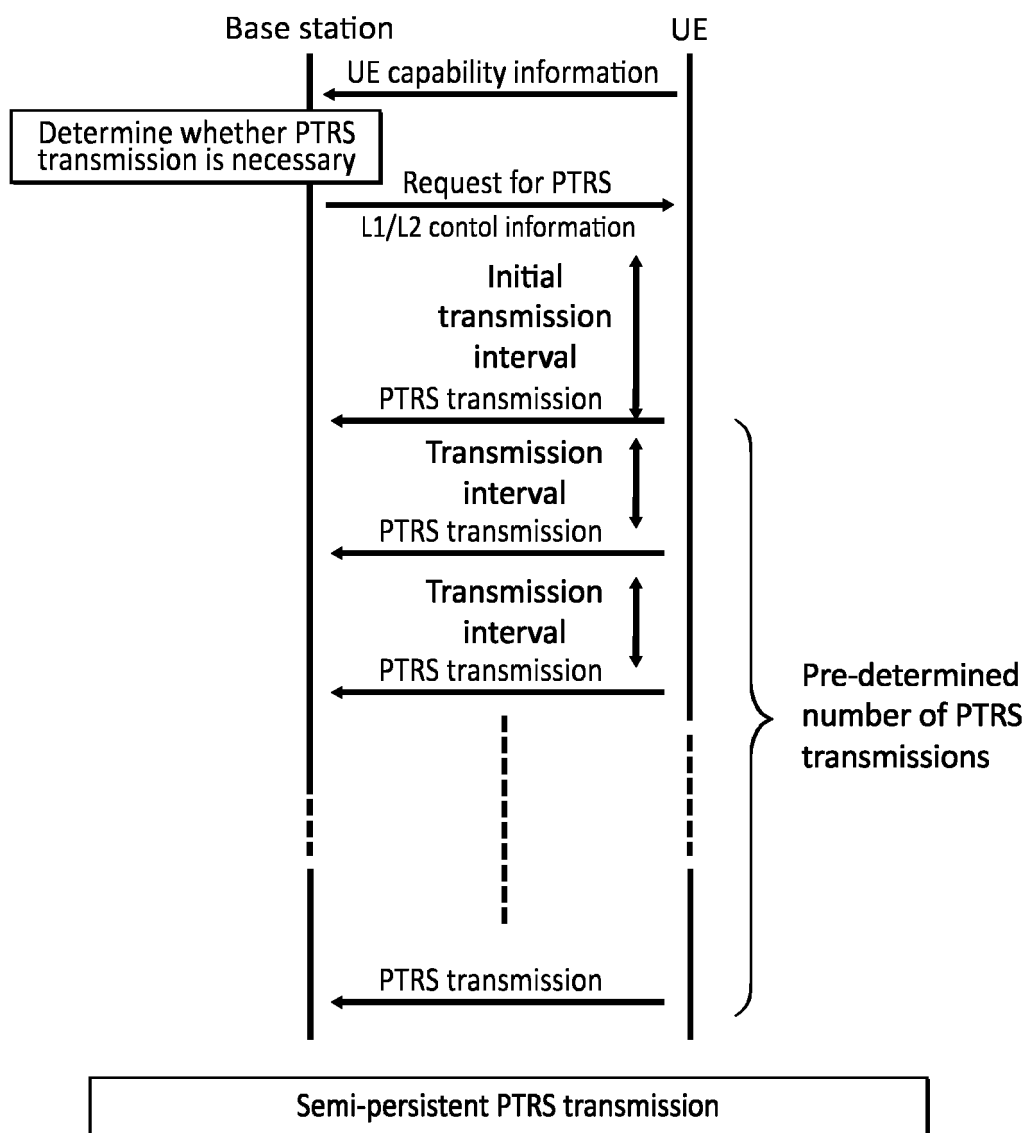 Base station
UE
UE capability information
Determine whether PTRS
transmission is necessary
Request for PTRS
L1/L2 contol information
Initial
transmission
interval
PTRS transmission
Transmission
interval
PTRS transmission
Transmission
interval
PTRS transmission
Pre-determined
number of PTRS
transmissions
PTRS transmission
Semi-persistent PTRS transmission